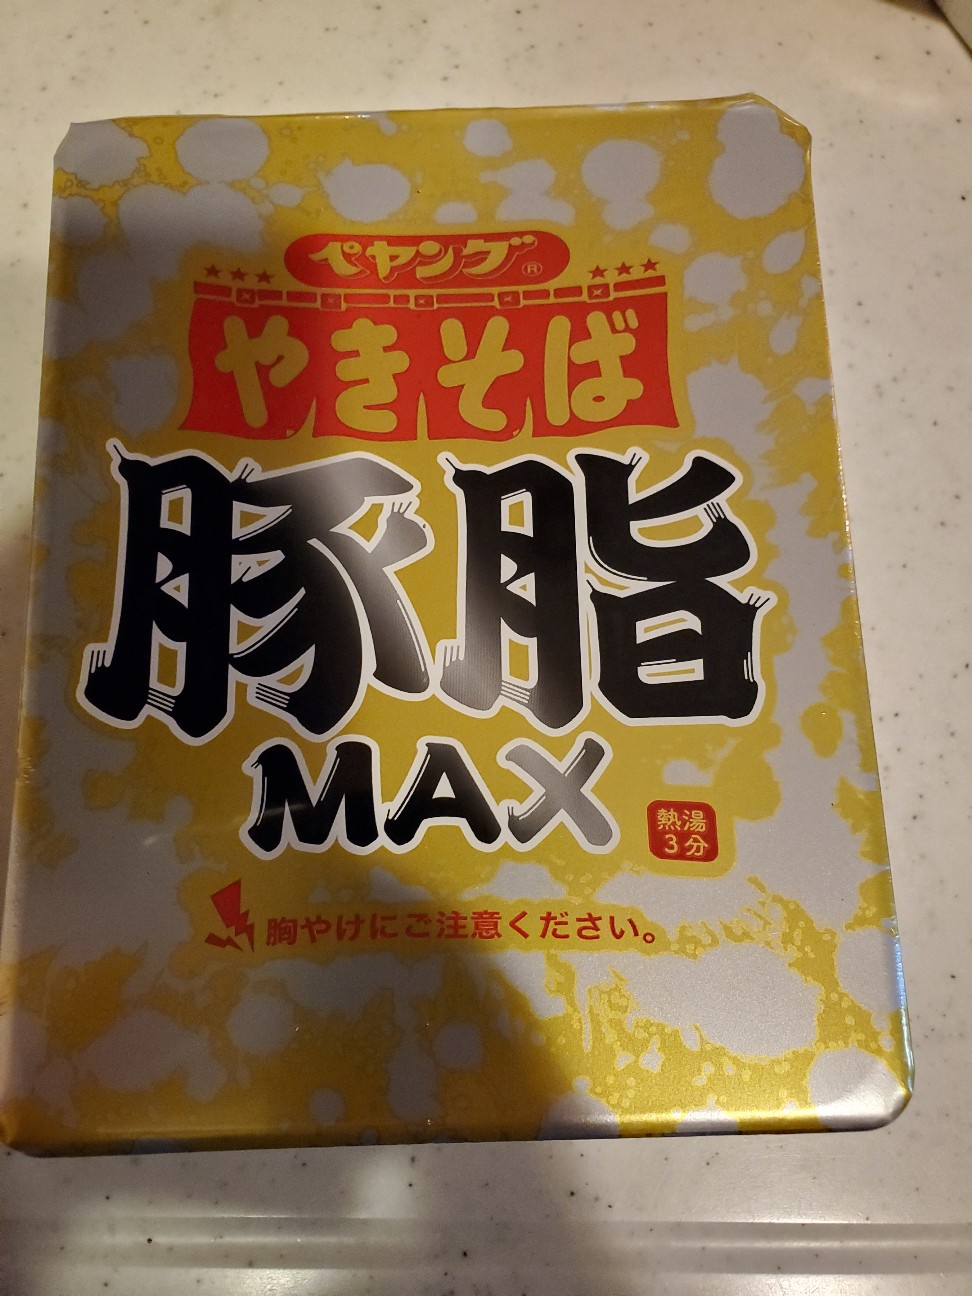 ペヤング®
やきそば
豚脂
MAX
熱湯
3分
胸やけにご注意ください。